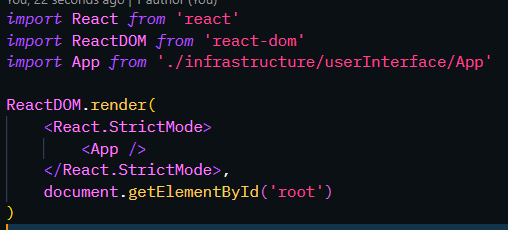 You, 22 seconds ago | 1 author (You)
import React from 'react'
import ReactDOM from 'react-dom'
import App from './infrastructure/userInterface/App'
ReactDOM.render(
<React.StrictMode>
<App />
</React.StrictMode>,
document.getElementById('root')
)